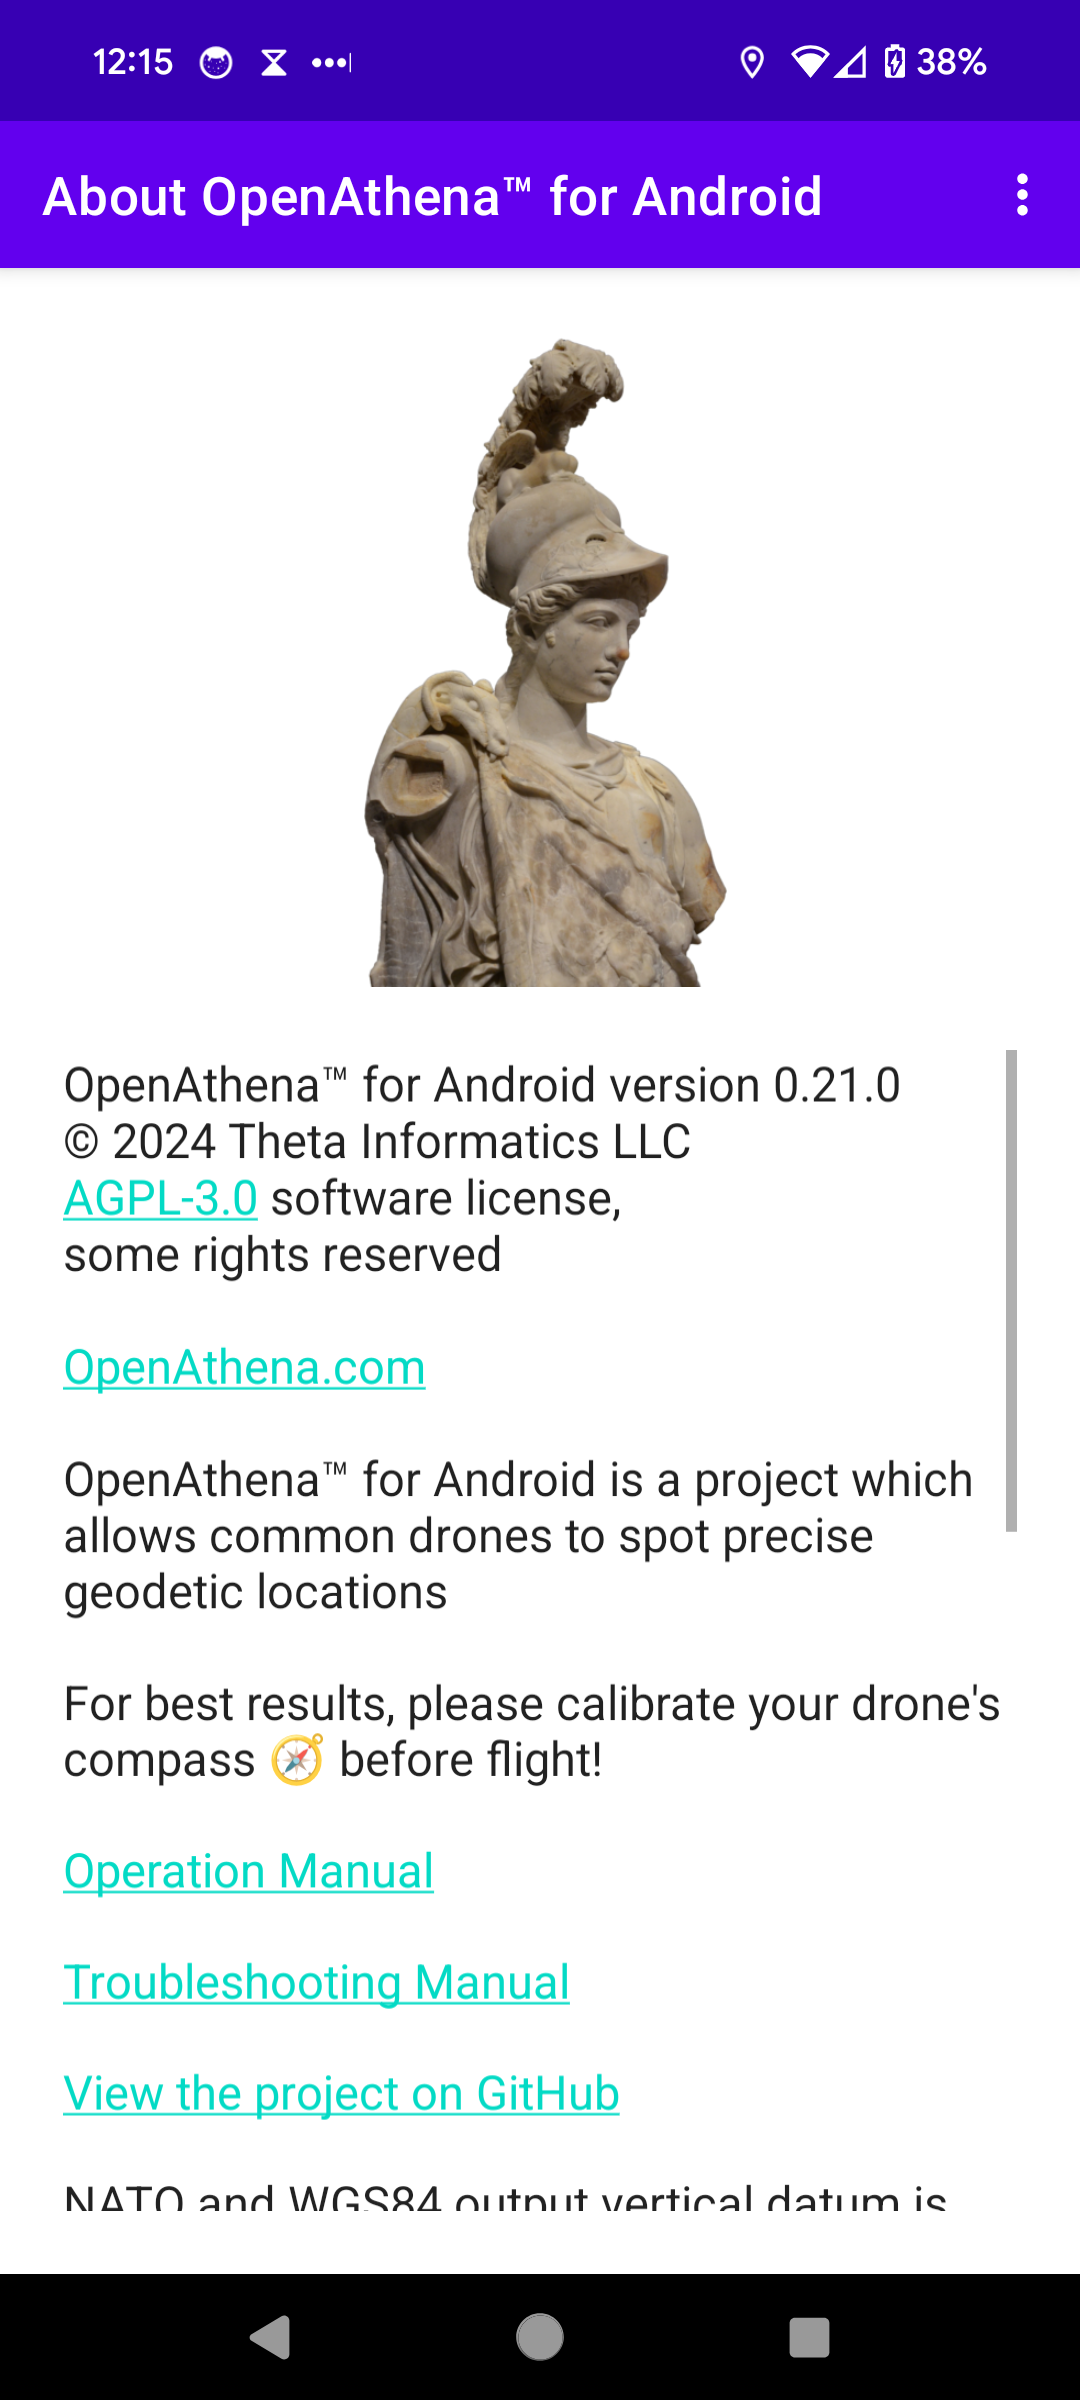 12:15
38%
About OpenAthena™ for Android
OpenAthena™ for Android version 0.21.0
© 2024 Theta Informatics LLC
AGPL-3.0 software license,
some rights reserved
OpenAthena.com
OpenAthena™ for Android is a project which
allows common drones to spot precise
geodetic locations
For best results, please calibrate your drone's
compass 🧭 before flight!
Operation Manual
Troubleshooting Manual
View the project on GitHub
NATO and WGS84 output vertical datum is